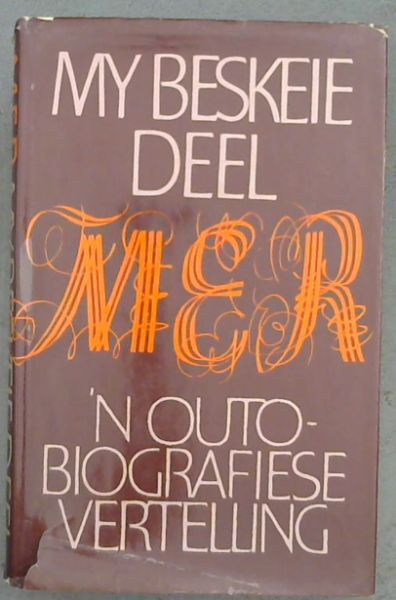 MY BESKEIE
DEEL
MER
'N OUTO-
BIOGRAFIESE
VERTELLING